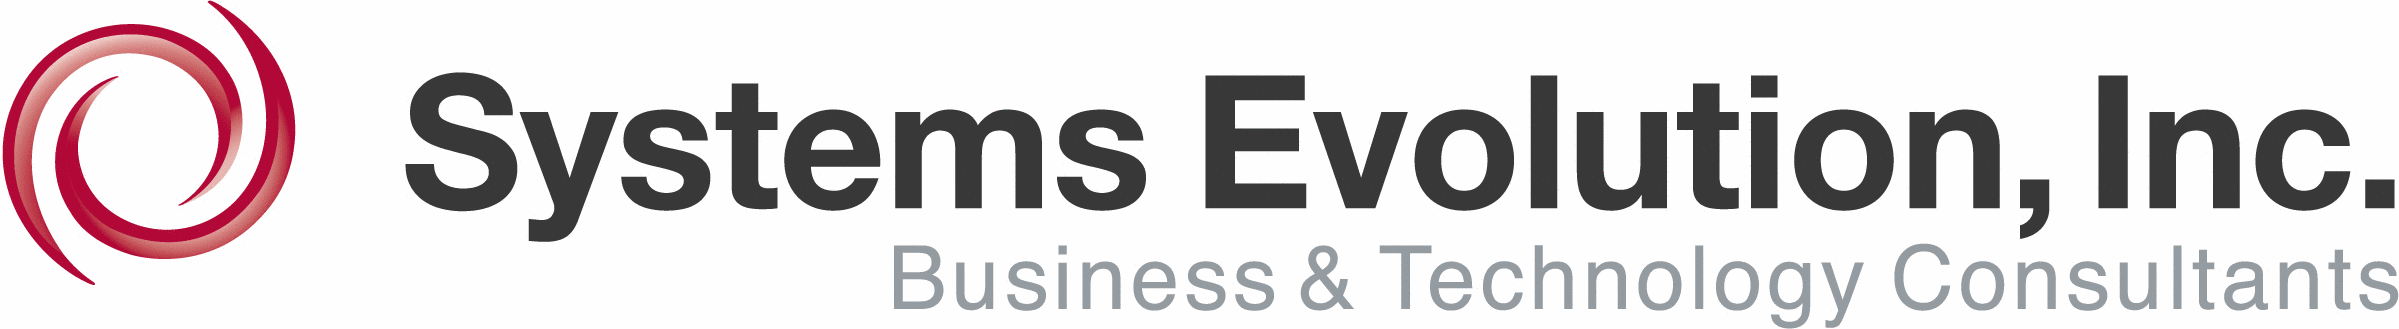 Systems Evolution, Inc.
Business & Technology Consultants